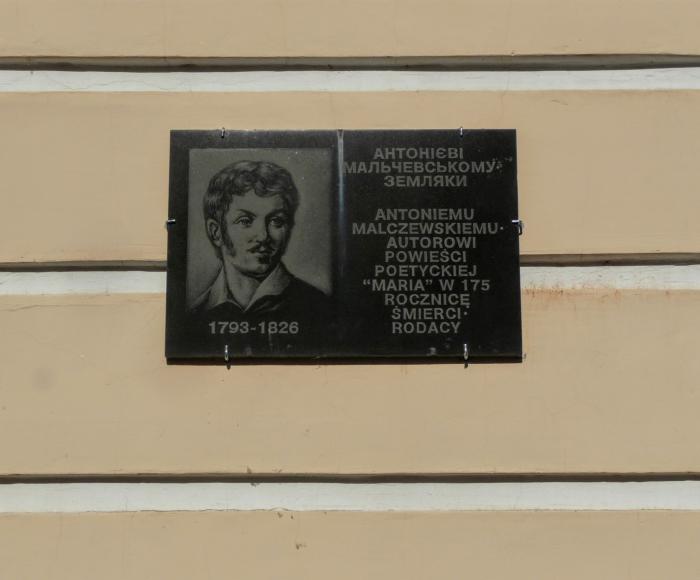 АНТОНІЄВІ
МАЛЬЧЕВСЬКОМУ·
ЗЕМЛЯКИ
ANTONIEMU
MALCZEWSKIEMU·
AUTOROWI
POWIEŚCI
POETYCKIEJ
“MARIA” W 175
ROCZNICĘ
ŚMIERCI·
RODACY
1793-1826